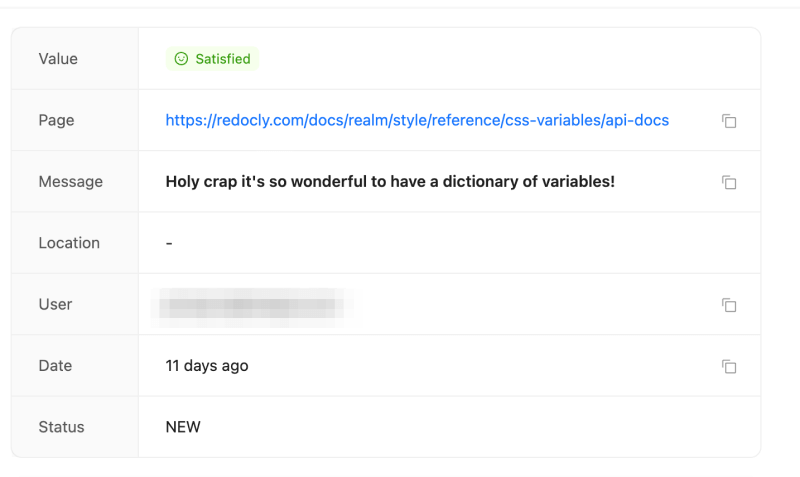 Value Satisfied
Page https://redocly.com/docs/realm/style/reference/css-variables/api-docs
Message Holy crap it's so wonderful to have a dictionary of variables!
Location -
User
Date 11 days ago
Status NEW